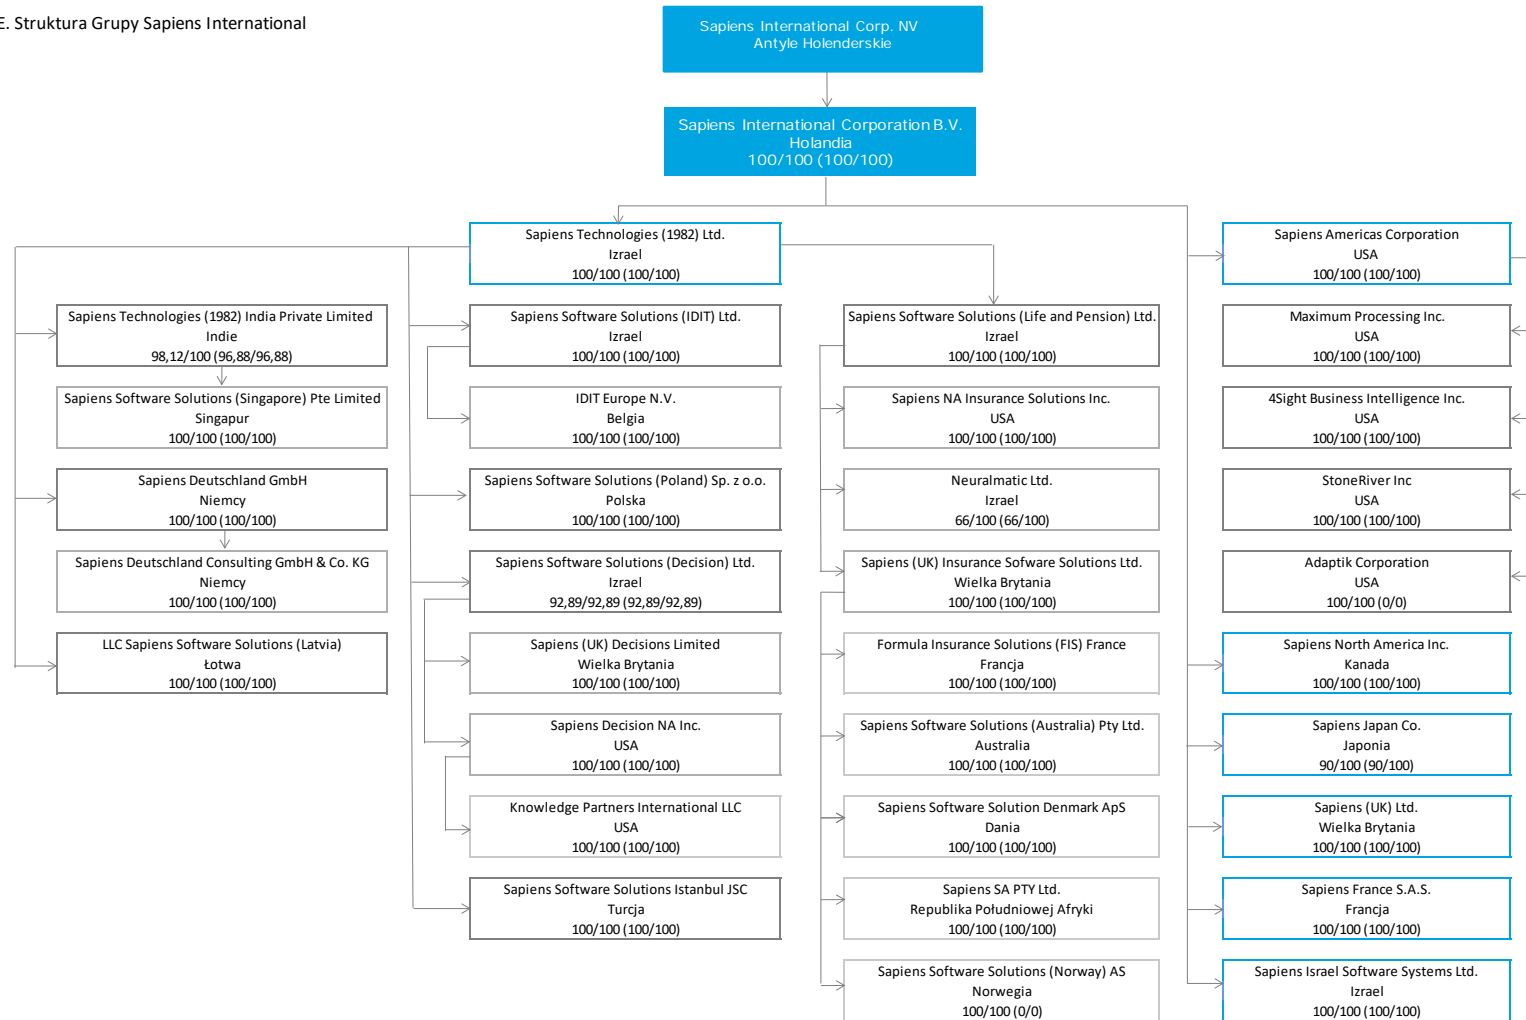 E. Struktura Grupy Sapiens International
Sapiens International Corp. NV
Antyle Holenderskie
Sapiens International Corporation B.V.
Holandia
100/100 (100/100)
Sapiens Technologies (1982) Ltd.
Izrael
100/100 (100/100)
Sapiens Americas Corporation
USA
100/100 (100/100)
Sapiens Technologies (1982) India Private Limited
Indie
98,12/100 (96,88/96,88)
Sapiens Software Solutions (Singapore) Pte Limited
Singapur
100/100 (100/100)
Sapiens Deutschland GmbH
Niemcy
100/100 (100/100)
Sapiens Deutschland Consulting GmbH & Co. KG
Niemcy
100/100 (100/100)
LLC Sapiens Software Solutions (Latvia)
Łotwa
100/100 (100/100)
Sapiens Software Solutions (IDIT) Ltd.
Izrael
100/100 (100/100)
IDIT Europe N.V.
Belgia
100/100 (100/100)
Sapiens Software Solutions (Poland) Sp. z o.o.
Polska
100/100 (100/100)
Sapiens Software Solutions (Decision) Ltd.
Izrael
92,89/92,89 (92,89/92,89)
Sapiens (UK) Decisions Limited
Wielka Brytania
100/100 (100/100)
Sapiens Decision NA Inc.
USA
100/100 (100/100)
Knowledge Partners International LLC
USA
100/100 (100/100)
Sapiens Software Solutions Istanbul JSC
Turcja
100/100 (100/100)
Sapiens Software Solutions (Life and Pension) Ltd.
Izrael
100/100 (100/100)
Sapiens NA Insurance Solutions Inc.
USA
100/100 (100/100)
Neuralmatic Ltd.
Izrael
66/100 (66/100)
Sapiens (UK) Insurance Sofware Solutions Ltd.
Wielka Brytania
100/100 (100/100)
Formula Insurance Solutions (FIS) France
Francja
100/100 (100/100)
Sapiens Software Solutions (Australia) Pty Ltd.
Australia
100/100 (100/100)
Sapiens Software Solution Denmark ApS
Dania
100/100 (100/100)
Sapiens SA PTY Ltd.
Republika Południowej Afryki
100/100 (100/100)
Sapiens Software Solutions (Norway) AS
Norwegia
100/100 (0/0)
Maximum Processing Inc.
USA
100/100 (100/100)
4Sight Business Intelligence Inc.
USA
100/100 (100/100)
StoneRiver Inc
USA
100/100 (100/100)
Adaptik Corporation
USA
100/100 (0/0)
Sapiens North America Inc.
Kanada
100/100 (100/100)
Sapiens Japan Co.
Japonia
90/100 (90/100)
Sapiens (UK) Ltd.
Wielka Brytania
100/100 (100/100)
Sapiens France S.A.S.
Francja
100/100 (100/100)
Sapiens Israel Software Systems Ltd.
Izrael
100/100 (100/100)